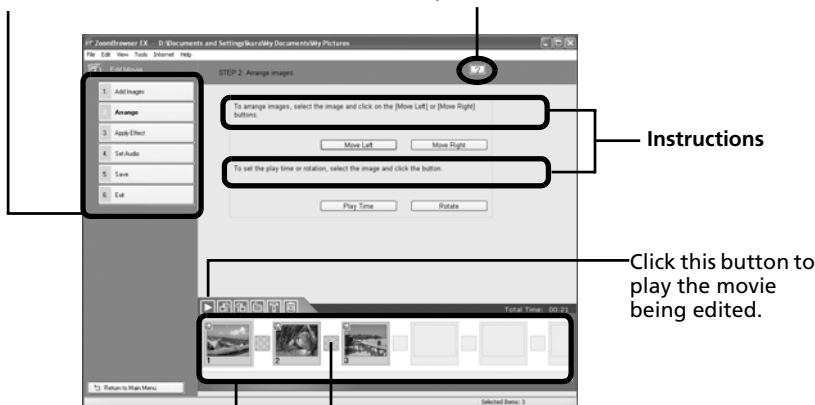 ZoomBrowser EX - D:\Documents and Settings\kura\My Documents\My Pictures
File Edit View Tools Internet Help
Edit Movie
STEP 2: Arrange images.
1. Add Images
Arrange
3. Apply Effect
4. Set Audio
5. Save
6. Exit
To arrange images, select the image and click on the [Move Left] or [Move Right]
buttons.
Move Left Move Right
Instructions
To set the play time or rotation, select the image and click the button.
Play Time Rotate
Click this button to
play the movie
being edited.
Total Time: 00:21
1 2 3
Return to Main Menu
Selected Items: 3